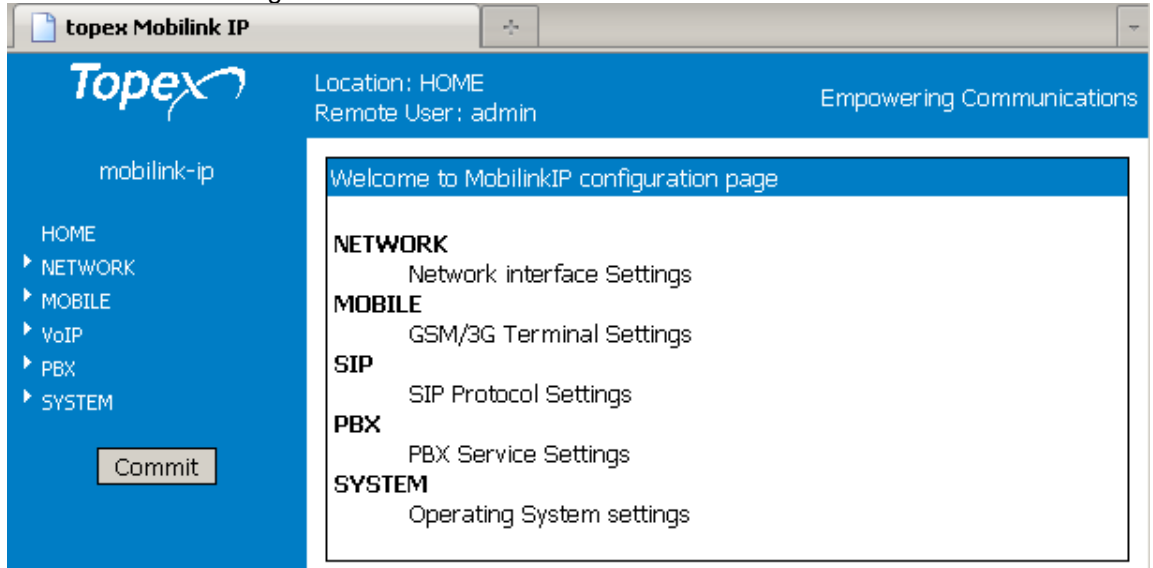 topex Mobilink IP
Topex
Location: HOME
Remote User: admin
Empowering Communications
mobilink-ip
HOME
NETWORK
MOBILE
VoIP
PBX
SYSTEM
Commit
Welcome to MobilinkIP configuration page
NETWORK
Network interface Settings
MOBILE
GSM/3G Terminal Settings
SIP
SIP Protocol Settings
PBX
PBX Service Settings
SYSTEM
Operating System settings